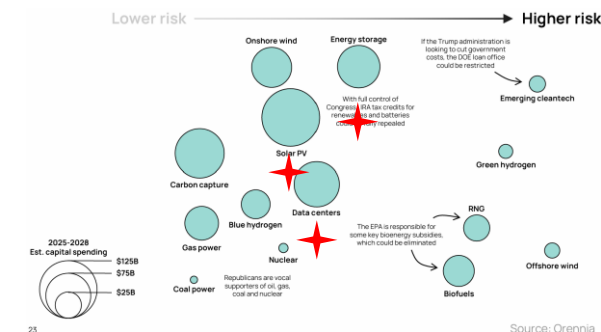 Lower risk
Higher risk
Onshore wind
Energy storage
If the Trump administration is
looking to cut government
costs, the DOE loan office
could be restricted
Emerging cleantech
With full control of
Congress, IRA tax credits for
renewables and batteries
repealed
Solar PV
Carbon capture
Green hydrogen
Data centers
Blue hydrogen
RNG
The EPA is responsible for
some key bioenergy subsidies,
which could be eliminated
Gas power
Nuclear
Offshore wind
2025-2028
Est. capital spending
$125B
$75B
$25B
Coal power
Republicans are vocal
supporters of oil, gas,
coal and nuclear
Biofuels
23
Source: Orennia